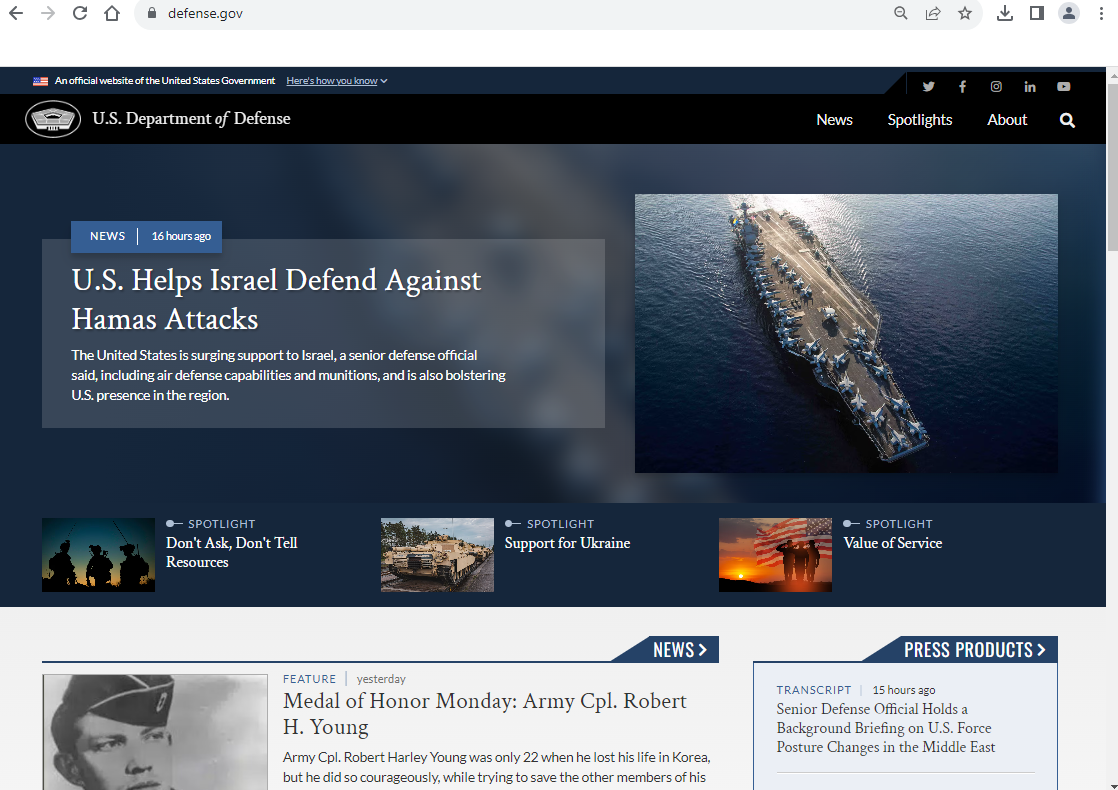 defense.gov
An official website of the United States Government Here's how you know
U.S. Department of Defense
News Spotlights About
NEWS 16 hours ago
U.S. Helps Israel Defend Against
Hamas Attacks
The United States is surging support to Israel, a senior defense official
said, including air defense capabilities and munitions, and is also bolstering
U.S. presence in the region.
SPOTLIGHT
Don't Ask, Don't Tell
Resources
SPOTLIGHT
Support for Ukraine
SPOTLIGHT
Value of Service
NEWS
FEATURE yesterday
Medal of Honor Monday: Army Cpl. Robert
H. Young
Army Cpl. Robert Harley Young was only 22 when he lost his life in Korea,
but he did so courageously, while trying to save the other members of his
PRESS PRODUCTS
TRANSCRIPT 15 hours ago
Senior Defense Official Holds a
Background Briefing on U.S. Force
Posture Changes in the Middle East